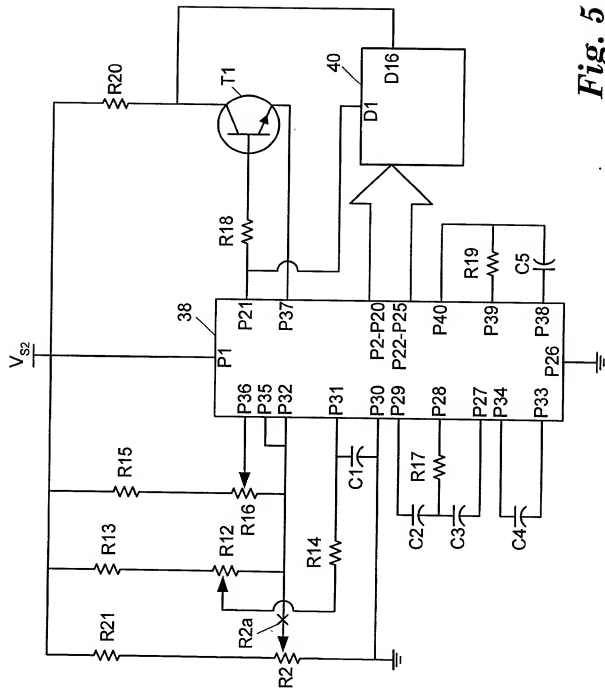 V_S2
R20
T1
40
D16
D1
R18
38
P21
P37
P1
P36
P35
P32
P31
P30
P29
P28
P27
P34
P33
P2-P20
P22-P25
P40
P39
P38
P26
R19
C5
R15
R16
R13
R12
R21
R2
R2a
R14
C1
C2
R17
C3
C4
Fig. 5